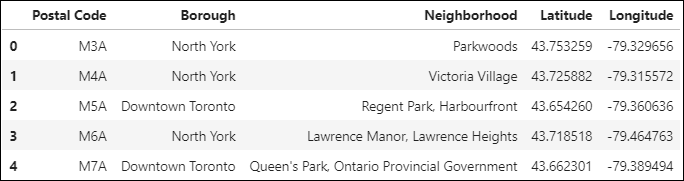 Postal Code Borough Neighborhood Latitude Longitude
0 M3A North York Parkwoods 43.753259 -79.329656
1 M4A North York Victoria Village 43.725882 -79.315572
2 M5A Downtown Toronto Regent Park, Harbourfront 43.654260 -79.360636
3 M6A North York Lawrence Manor, Lawrence Heights 43.718518 -79.464763
4 M7A Downtown Toronto Queen's Park, Ontario Provincial Government 43.662301 -79.389494